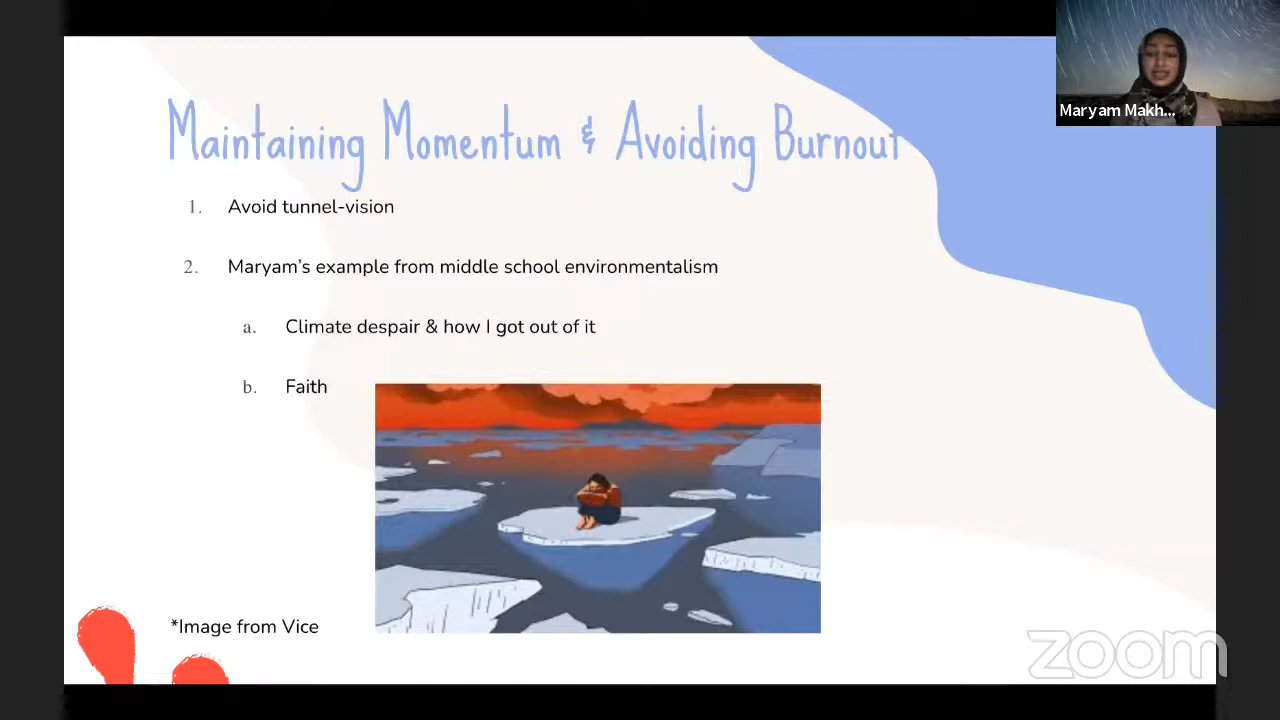 Maintaining Momentum & Avoiding Burnout
1. Avoid tunnel-vision
2. Maryam's example from middle school environmentalism
a. Climate despair & how I got out of it
b. Faith
*Image from Vice
Maryam Makh...
zoom